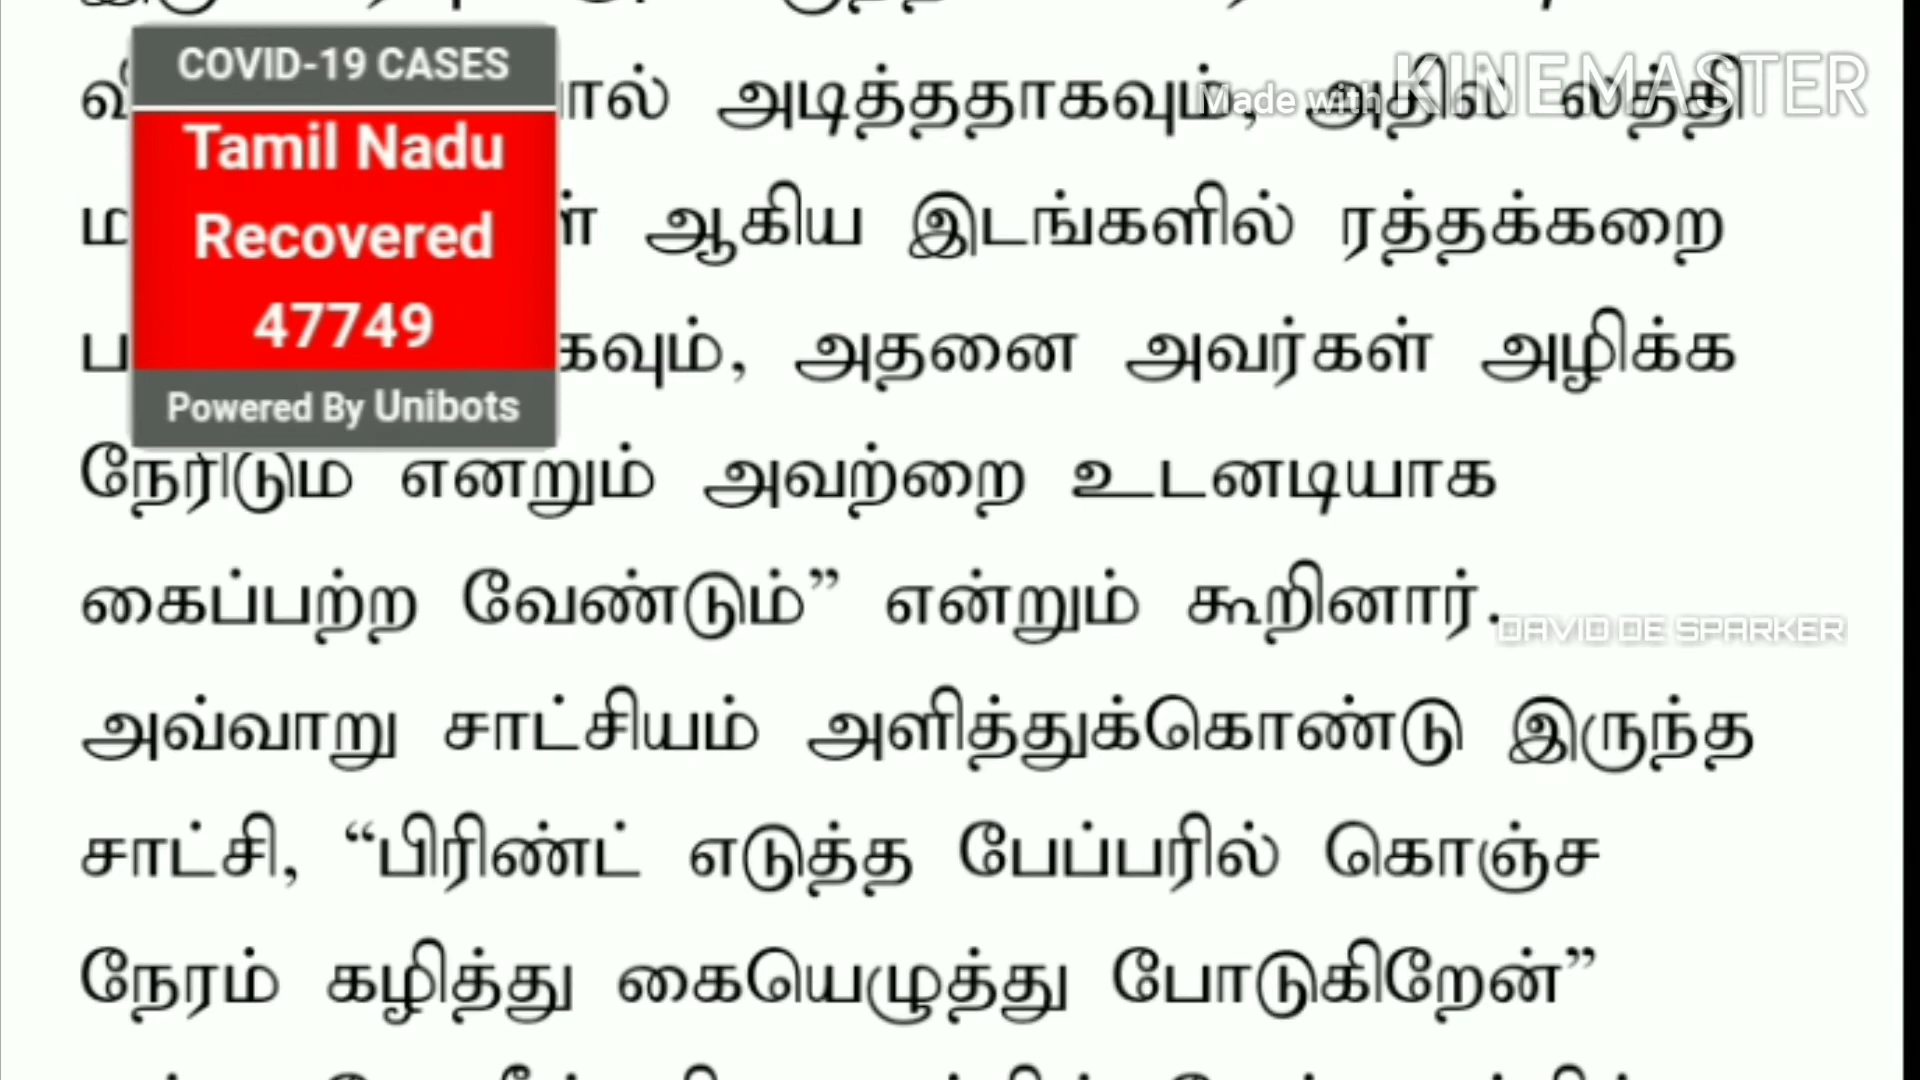 COVID-19 CASES
Tamil Nadu
Recovered
47749
Powered By Unibots
Made with KINEMASTER
அடித்ததாகவும், அதில் லத்தி
ஆகிய இடங்களில் ரத்தக்கறை
அதனை அவர்கள் அழிக்க
நேரிடும் என்றும் அவற்றை உடனடியாக
கைப்பற்ற வேண்டும்” என்றும் கூறினார்.
DAVID DE SPARKER
அவ்வாறு சாட்சியம் அளித்துக்கொண்டு இருந்த
சாட்சி, “பிரிண்ட் எடுத்த பேப்பரில் கொஞ்ச
நேரம் கழித்து கையெழுத்து போடுகிறேன்”